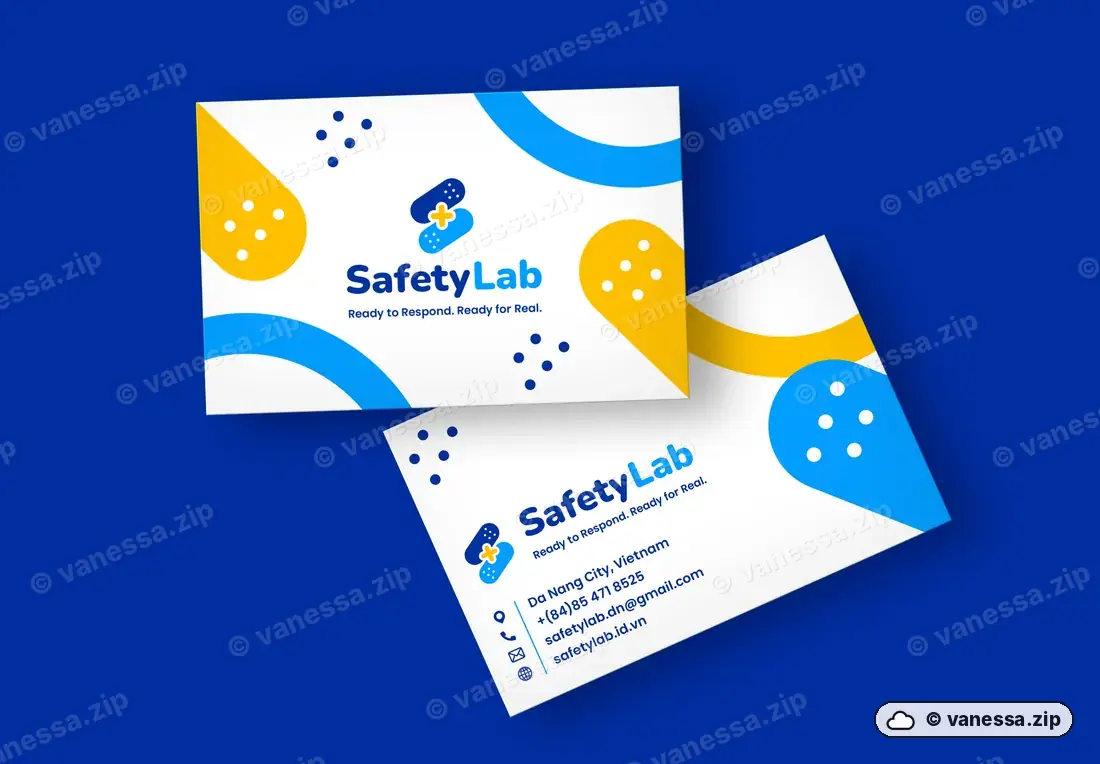 SafetyLab
Ready to Respond. Ready for Real.
SafetyLab
Ready to Respond. Ready for Real.
Da Nang City, Vietnam
+(84)85 471 8525
safetylab.dn@gmail.com
safetylab.id.vn
© vanessa.zip